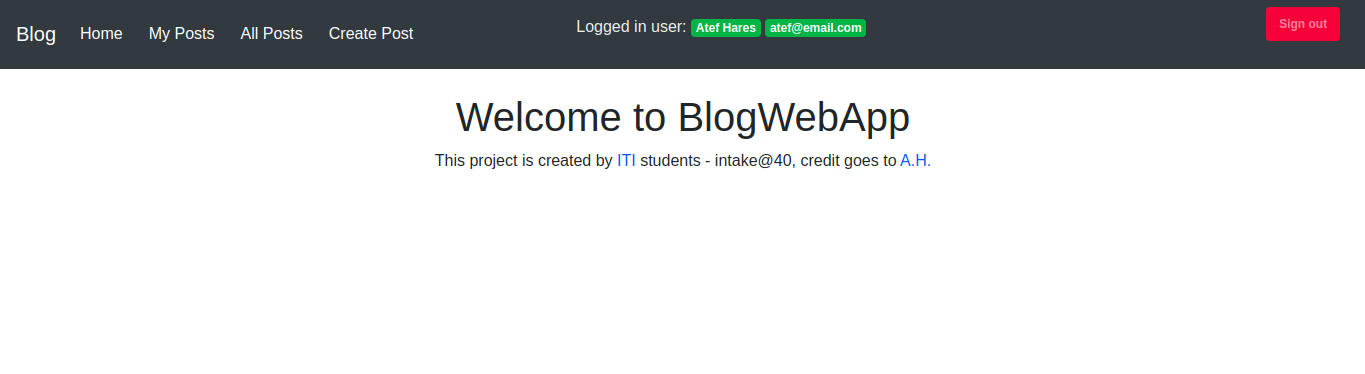 Blog Home My Posts All Posts Create Post Logged in user: Atef Hares atef@email.com Sign out
Welcome to BlogWebApp
This project is created by ITI students - intake@40, credit goes to A.H.